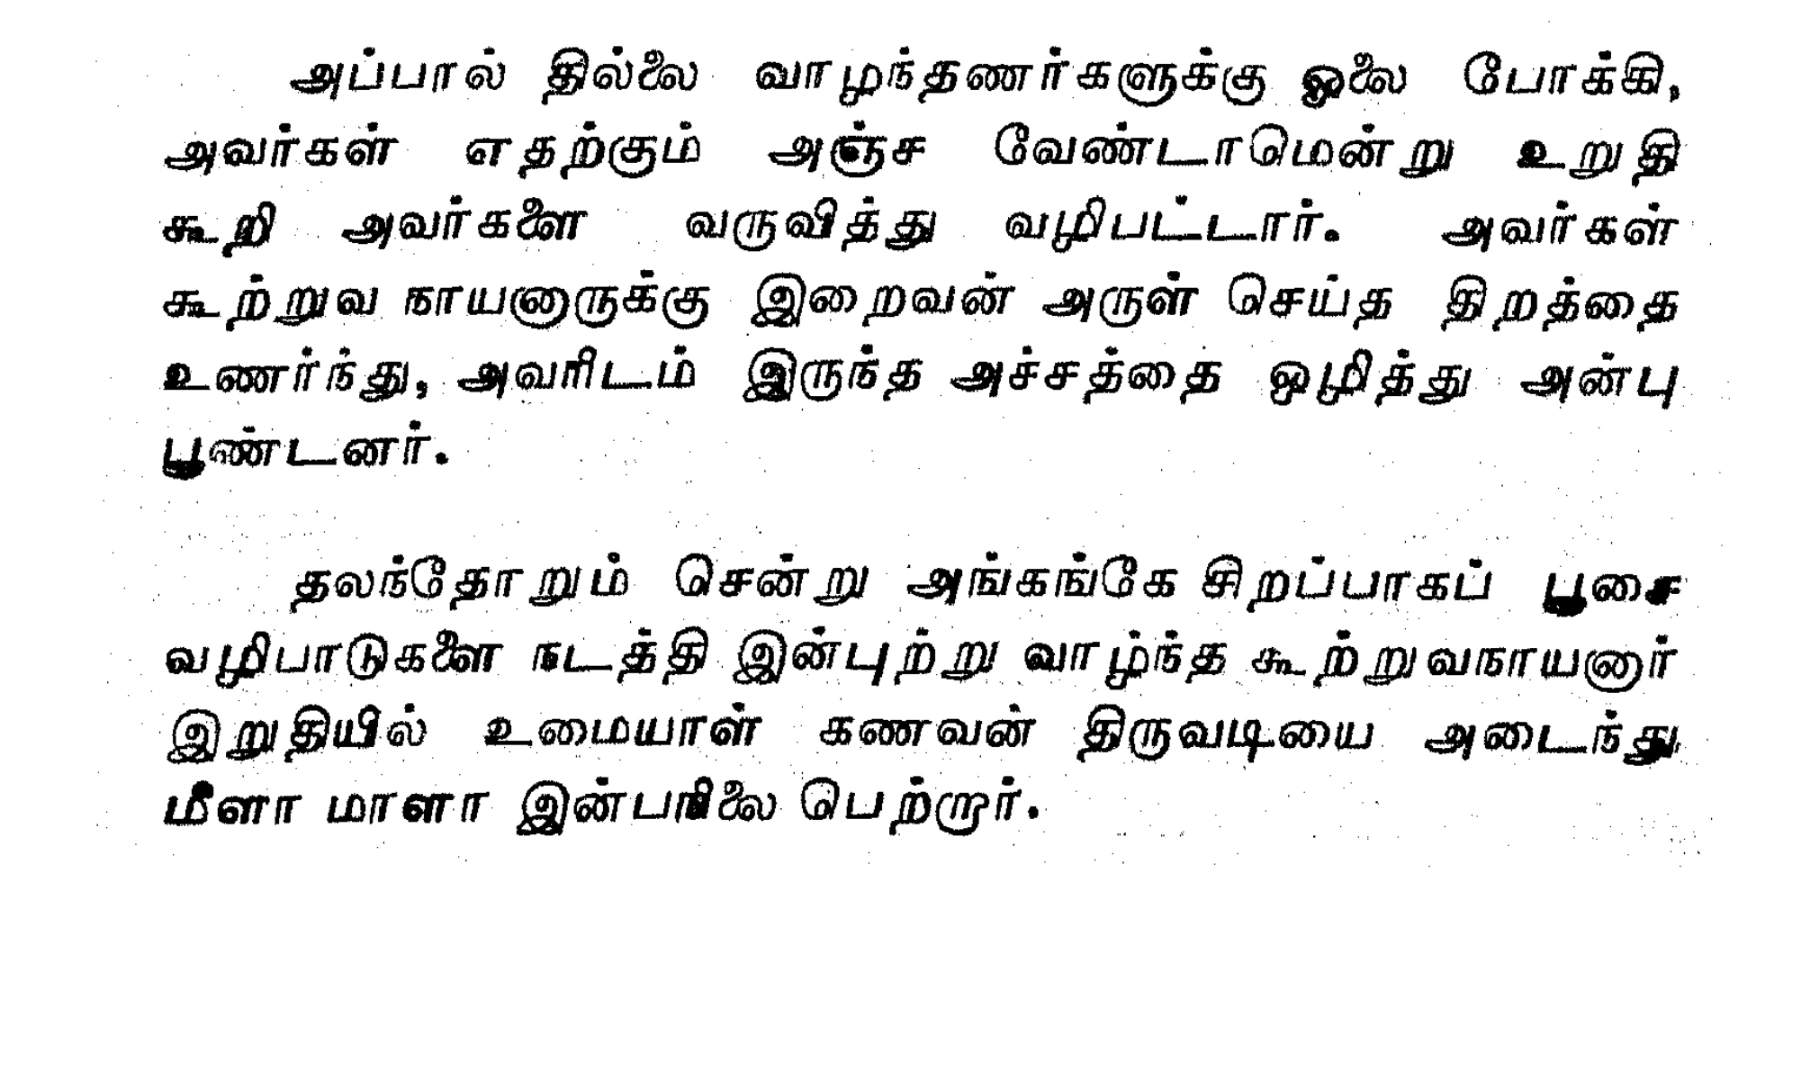 அப்பால் தில்லை வாழந்தணர்களுக்கு ஓலை போக்கி,
அவர்கள் எதற்கும் அஞ்ச வேண்டாமென்று உறுதி
கூறி அவர்களை வருவித்து வழிபட்டார். அவர்கள்
கூற்றுவ நாயனாருக்கு இறைவன் அருள் செய்த திறத்தை
உணர்ந்து, அவரிடம் இருந்த அச்சத்தை ஒழித்து அன்பு
பூண்டனர்.
தலந்தோறும் சென்று அங்கங்கே சிறப்பாகப் பூசை
வழிபாடுகளை நடத்தி இன்புற்று வாழ்ந்த கூற்றுவநாயனார்
இறுதியில் உமையாள் கணவன் திருவடியை அடைந்து
மீளா மாளா இன்பநிலை பெற்றார்.